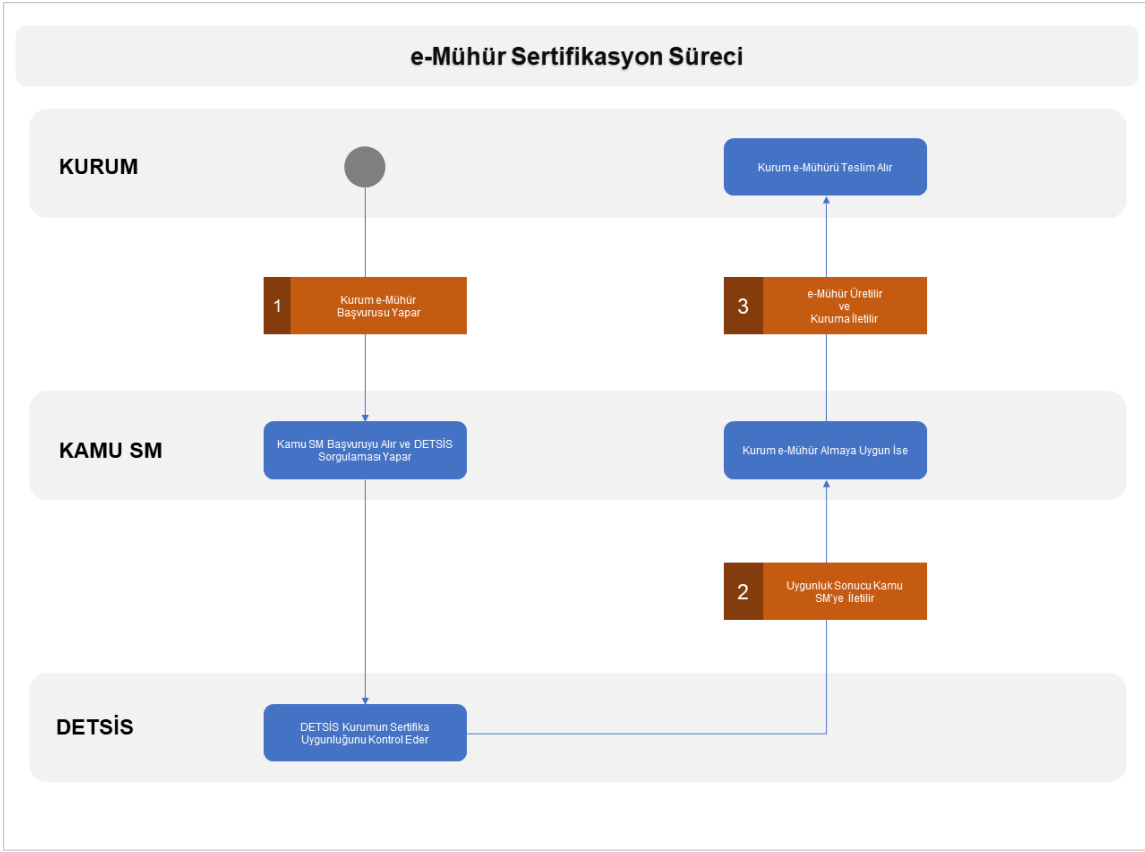 e-Mühür Sertifikasyon Süreci
KURUM
Kurum e-Mühürü Teslim Alır
1
Kurum e-Mühür
Başvurusu Yapar
3
e-Mühür Üretilir
ve
Kuruma İletilir
KAMU SM
Kamu SM Başvuruyu Alır ve DETSİS
Sorgulaması Yapar
Kurum e-Mühür Almaya Uygun İse
2
Uygunluk Sonucu Kamu
SM'ye İletilir
DETSİS
DETSİS Kurumun Sertifika
Uygunluğunu Kontrol Eder